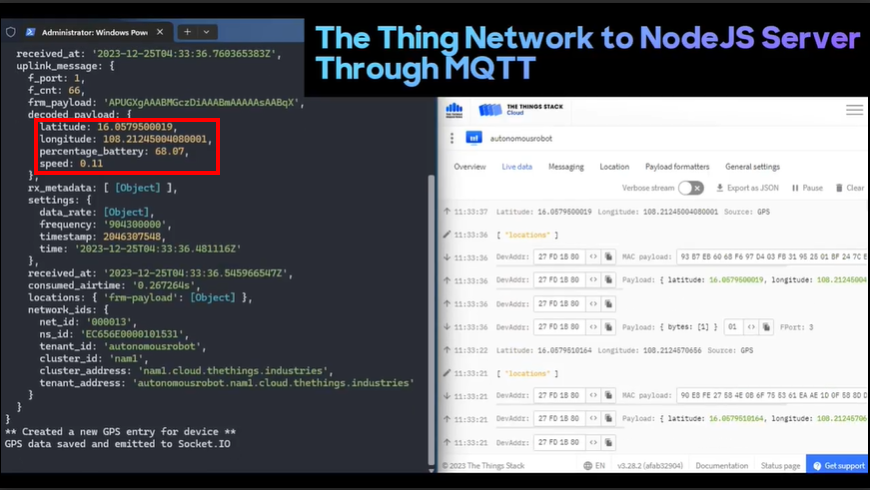 Administrator: Windows Pow
The Thing Network to NodeJS Server
Through MQTT
received_at: '2023-12-25T04:33:36.760365383Z',
uplink_message: {
f_port: 1,
f_cnt: 66,
frm_payload: 'APUGXgAAABMGczDiAAABmAAAAAsAABqX',
decoded_payload: {
latitude: 16.0579500019,
longitude: 108.21245004080001,
percentage_battery: 68.07,
speed: 0.11
},
rx_metadata: [ [Object] ],
settings: {
data_rate: [Object],
frequency: '904300000',
timestamp: 2046307548,
time: '2023-12-25T04:33:36.481116Z'
},
received_at: '2023-12-25T04:33:36.545966547Z',
consumed_airtime: '0.267264s',
locations: { 'frm-payload': [Object] },
network_ids: {
net_id: '000013',
ns_id: 'EC656E0000101531',
tenant_id: 'autonomousrobot',
cluster_id: 'nam1',
cluster_address: 'nam1.cloud.thethings.industries',
tenant_address: 'autonomousrobot.nam1.cloud.thethings.industries'
}
}
}
** Created a new GPS entry for device **
GPS data saved and emitted to Socket.IO
THE THINGS STACK
Cloud
autonomousrobot
Overview Live data Messaging Location Payload formatters General settings
Verbose stream Export as JSON Pause Clear
11:33:37 Latitude: 16.0579500019 Longitude: 108.21245004080001 Source: GPS
11:33:36 [ "locations" ]
11:33:36 DevAddr: 27 FD 1B 80 <> MAC payload: 93 B7 EB 60 6B F6 97 D4 03 FB 31 95 25 01 8F 24 7C E
11:33:36 DevAddr: 27 FD 1B 80 <> Payload: { latitude: 16.0579500019, longitude: 108.21245004
11:33:36 DevAddr: 27 FD 1B 80 <>
11:33:36 DevAddr: 27 FD 1B 80 <> Payload: { bytes: [1] } 01 <> FPort: 3
11:33:22 Latitude: 16.0579510164 Longitude: 108.2124570656 Source: GPS
11:33:21 [ "locations" ]
11:33:21 DevAddr: 27 FD 1B 80 <> MAC payload: 90 E8 FE 27 58 4E 0B 6F 75 53 61 EA AE 1D 0F 58 8D D
11:33:21 DevAddr: 27 FD 1B 80 <> Payload: { latitude: 16.0579510164, longitude: 108.2124570
11:33:21 DevAddr: 27 FD 1B 80 <>
© 2023 The Things Stack EN v3.28.2 (afab32904) Documentation Status page Get support